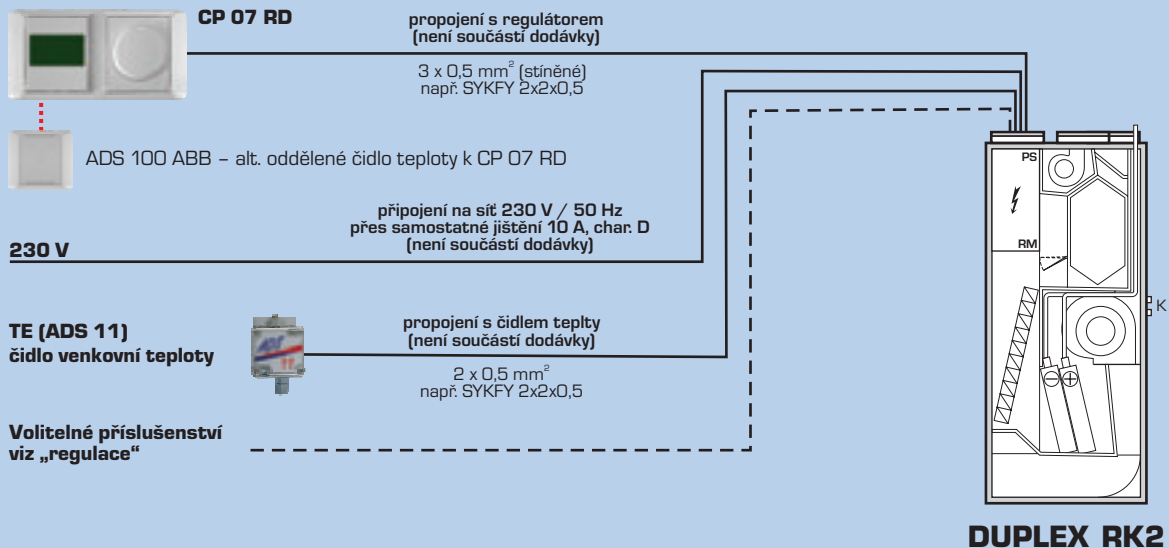 CP 07 RD
propojení s regulátorem
(není součástí dodávky)
3 x 0,5 mm² (stíněné)
např. SYKFY 2x2x0,5
ADS 100 ABB – alt. oddělené čidlo teploty k CP 07 RD
připojení na síť 230 V / 50 Hz
přes samostatné jištění 10 A, char. D
(není součástí dodávky)
230 V
TE (ADS 11)
čidlo venkovní teploty
ADS
11
propojení s čidlem teplty
(není součástí dodávky)
2 x 0,5 mm²
např. SYKFY 2x2x0,5
Volitelné příslušenství
viz „regulace“
PS
RM
K
DUPLEX RK2